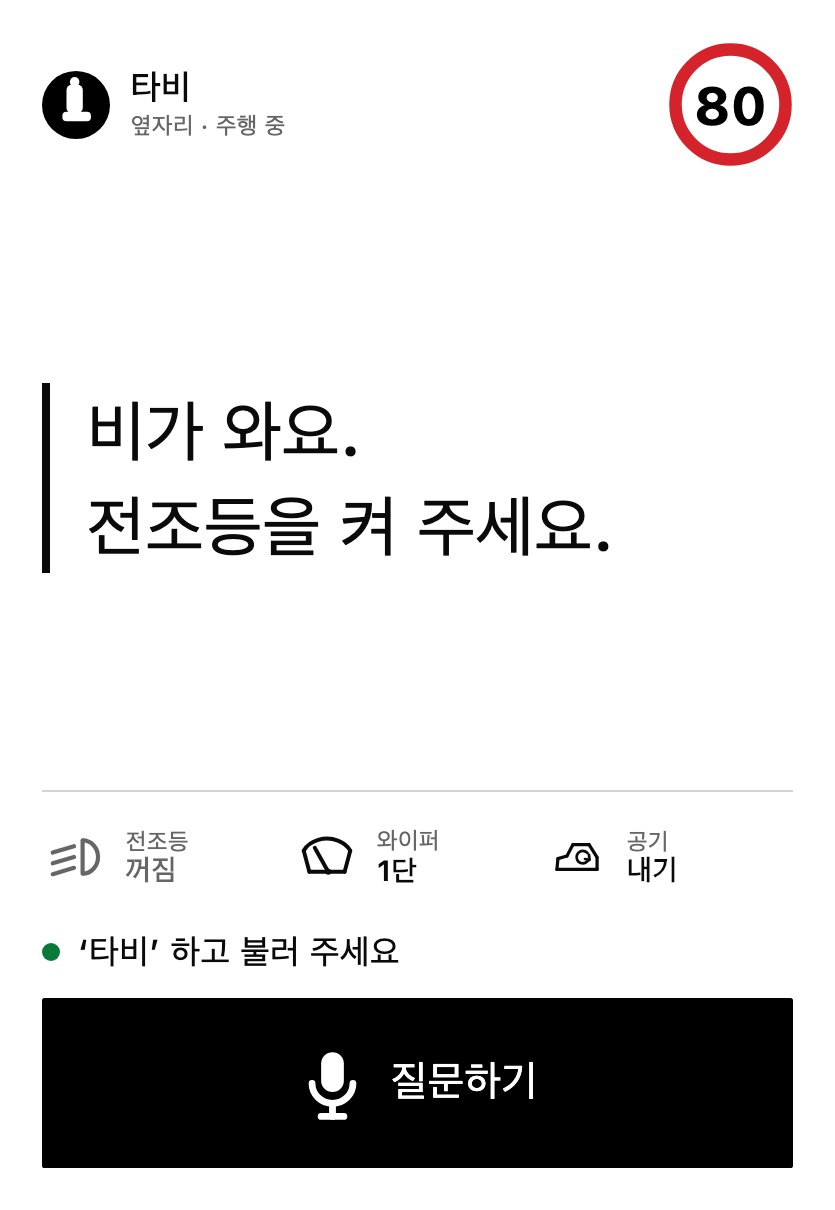 타비
옆자리 · 주행 중
80
비가 와요.
전조등을 켜 주세요.
전조등
꺼짐
와이퍼
1단
공기
내기
‘타비’ 하고 불러 주세요
질문하기